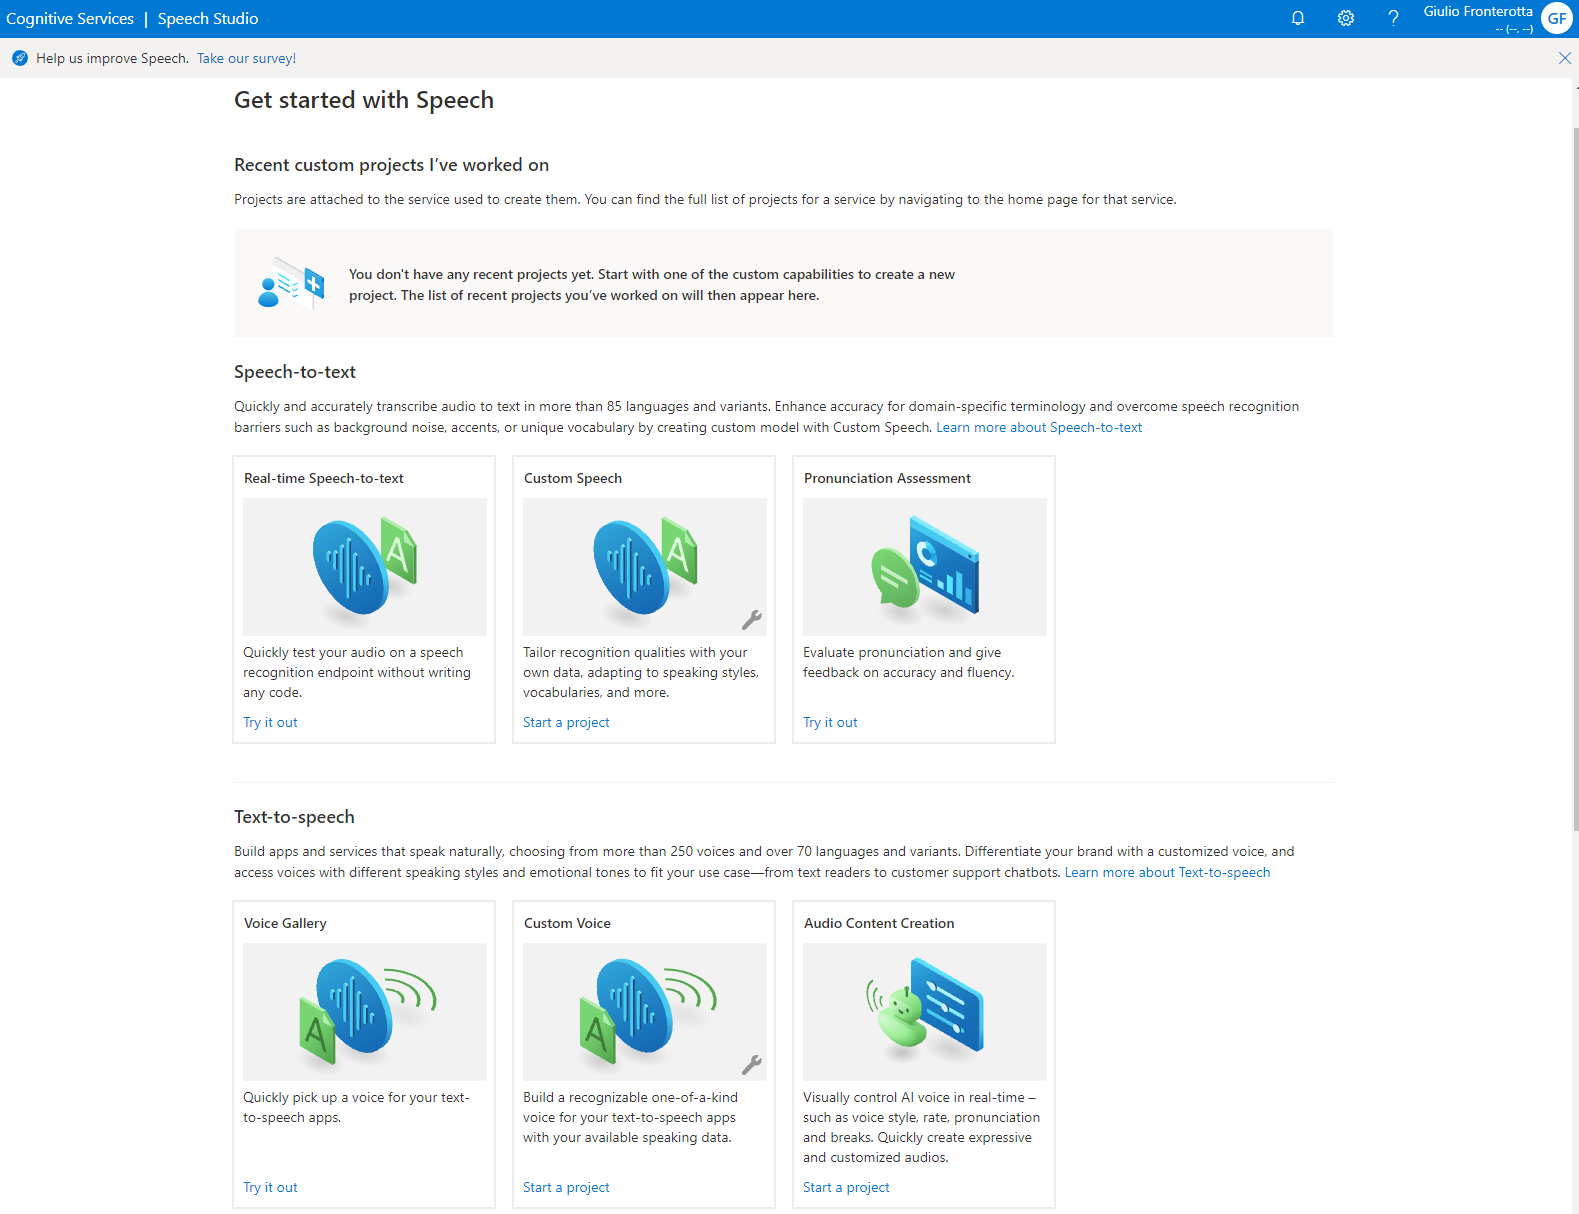 Cognitive Services | Speech Studio
Giulio Fronterotta
-- (--, --)
GF
Help us improve Speech. Take our survey!
Get started with Speech
Recent custom projects I’ve worked on
Projects are attached to the service used to create them. You can find the full list of projects for a service by navigating to the home page for that service.
You don't have any recent projects yet. Start with one of the custom capabilities to create a new
project. The list of recent projects you’ve worked on will then appear here.
Speech-to-text
Quickly and accurately transcribe audio to text in more than 85 languages and variants. Enhance accuracy for domain-specific terminology and overcome speech recognition
barriers such as background noise, accents, or unique vocabulary by creating custom model with Custom Speech. Learn more about Speech-to-text
Real-time Speech-to-text
A
Quickly test your audio on a speech
recognition endpoint without writing
any code.
Try it out
Custom Speech
A
Tailor recognition qualities with your
own data, adapting to speaking styles,
vocabularies, and more.
Start a project
Pronunciation Assessment
Evaluate pronunciation and give
feedback on accuracy and fluency.
Try it out
Text-to-speech
Build apps and services that speak naturally, choosing from more than 250 voices and over 70 languages and variants. Differentiate your brand with a customized voice, and
access voices with different speaking styles and emotional tones to fit your use case—from text readers to customer support chatbots. Learn more about Text-to-speech
Voice Gallery
A
Quickly pick up a voice for your text-
to-speech apps.
Try it out
Custom Voice
A
Build a recognizable one-of-a-kind
voice for your text-to-speech apps
with your available speaking data.
Start a project
Audio Content Creation
Visually control AI voice in real-time –
such as voice style, rate, pronunciation
and breaks. Quickly create expressive
and customized audios.
Start a project